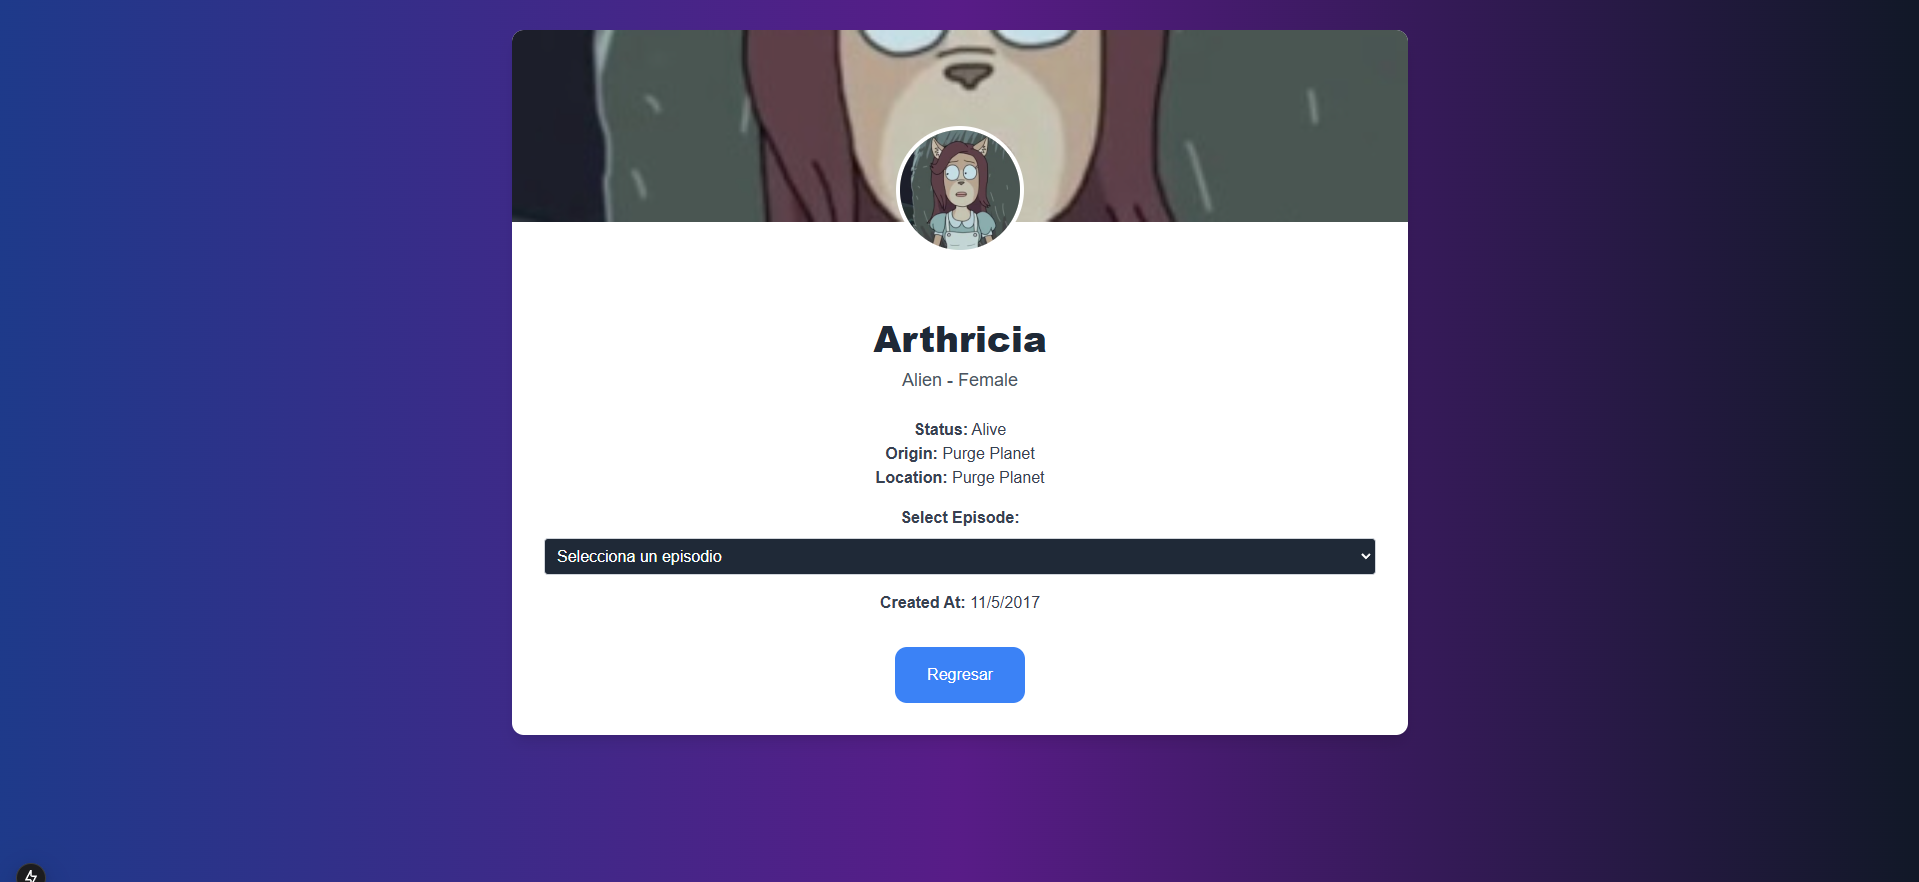 Arthricia
Alien - Female
Status: Alive
Origin: Purge Planet
Location: Purge Planet
Select Episode:
Selecciona un episodio
Created At: 11/5/2017
Regresar